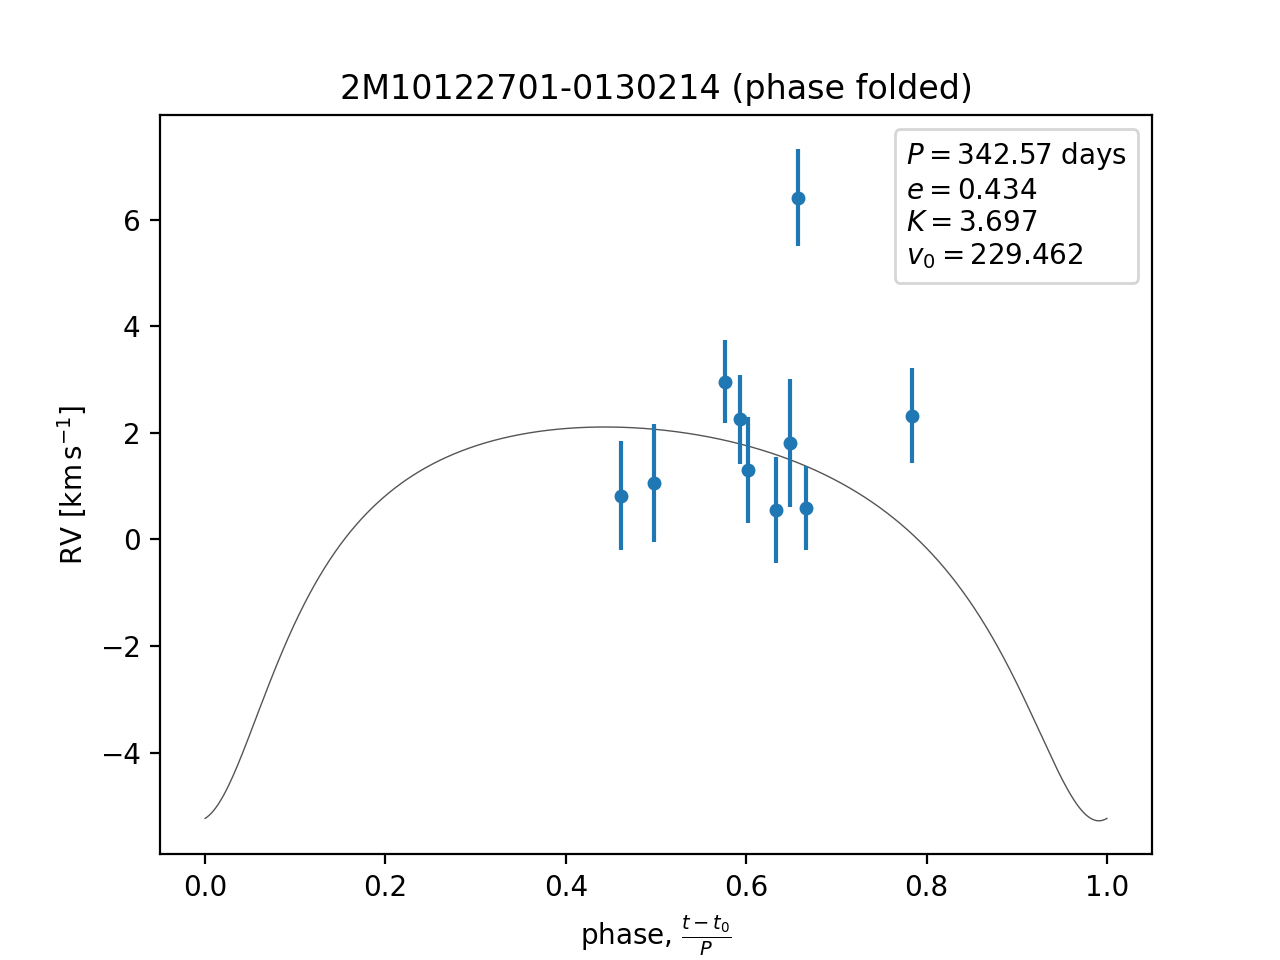 2M10122701-0130214 (phase folded)
P = 342.57 days
e = 0.434
K = 3.697
v₀ = 229.462
RV [km s⁻¹]
6
4
2
0
−2
−4
0.0 0.2 0.4 0.6 0.8 1.0
phase, (t − t₀)/P